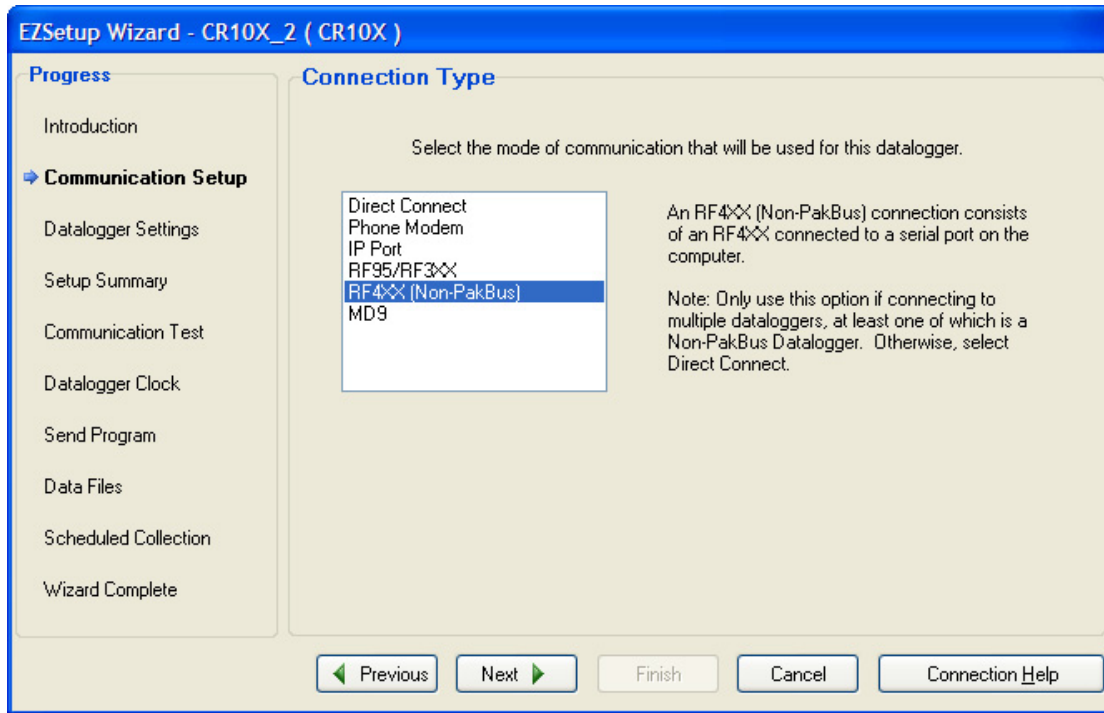 EZSetup Wizard - CR10X_2 ( CR10X )
Progress
Introduction
Communication Setup
Datalogger Settings
Setup Summary
Communication Test
Datalogger Clock
Send Program
Data Files
Scheduled Collection
Wizard Complete
Connection Type
Select the mode of communication that will be used for this datalogger.
Direct Connect
Phone Modem
IP Port
RF95/RF3XX
RF4XX (Non-PakBus)
MD9
An RF4XX (Non-PakBus) connection consists
of an RF4XX connected to a serial port on the
computer.
Note: Only use this option if connecting to
multiple dataloggers, at least one of which is a
Non-PakBus Datalogger. Otherwise, select
Direct Connect.
Previous
Next
Finish
Cancel
Connection Help